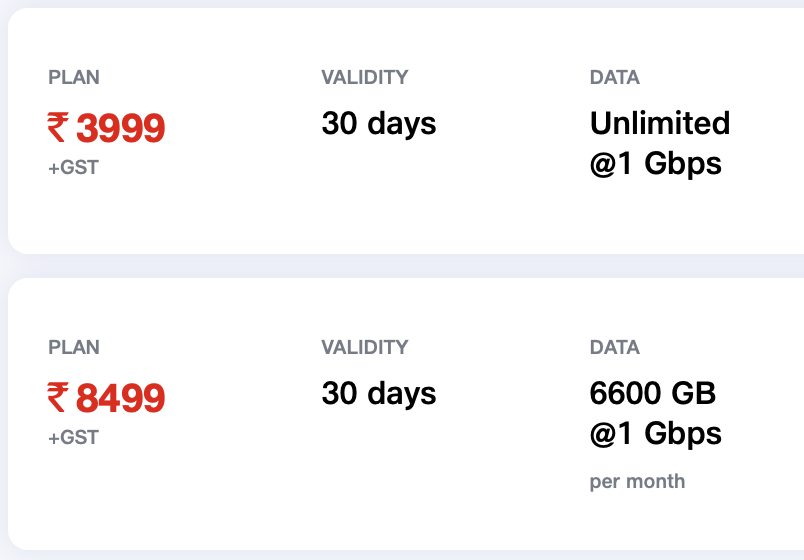 PLAN VALIDITY DATA
₹ 3999 30 days Unlimited
+GST @1 Gbps
PLAN VALIDITY DATA
₹ 8499 30 days 6600 GB
+GST @1 Gbps
per month